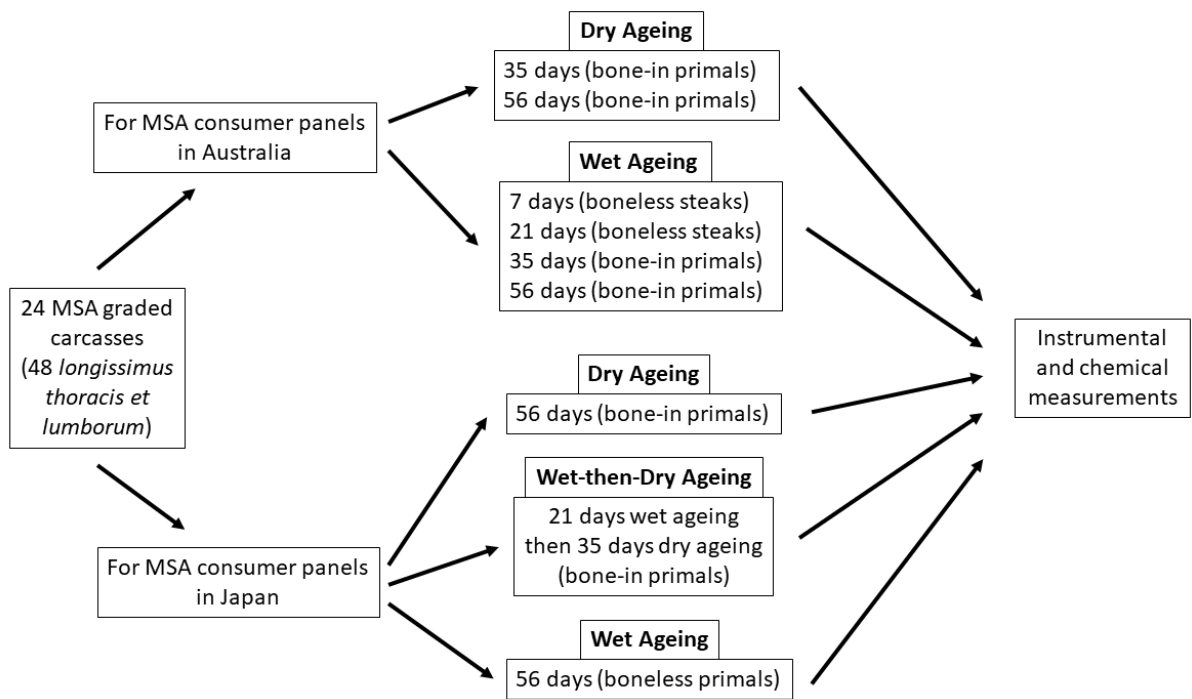 24 MSA graded
carcasses
(48 longissimus
thoracis et
lumborum)
For MSA consumer panels
in Australia
Dry Ageing
35 days (bone-in primals)
56 days (bone-in primals)
Wet Ageing
7 days (boneless steaks)
21 days (boneless steaks)
35 days (bone-in primals)
56 days (bone-in primals)
For MSA consumer panels
in Japan
Dry Ageing
56 days (bone-in primals)
Wet-then-Dry Ageing
21 days wet ageing
then 35 days dry ageing
(bone-in primals)
Wet Ageing
56 days (boneless primals)
Instrumental
and chemical
measurements